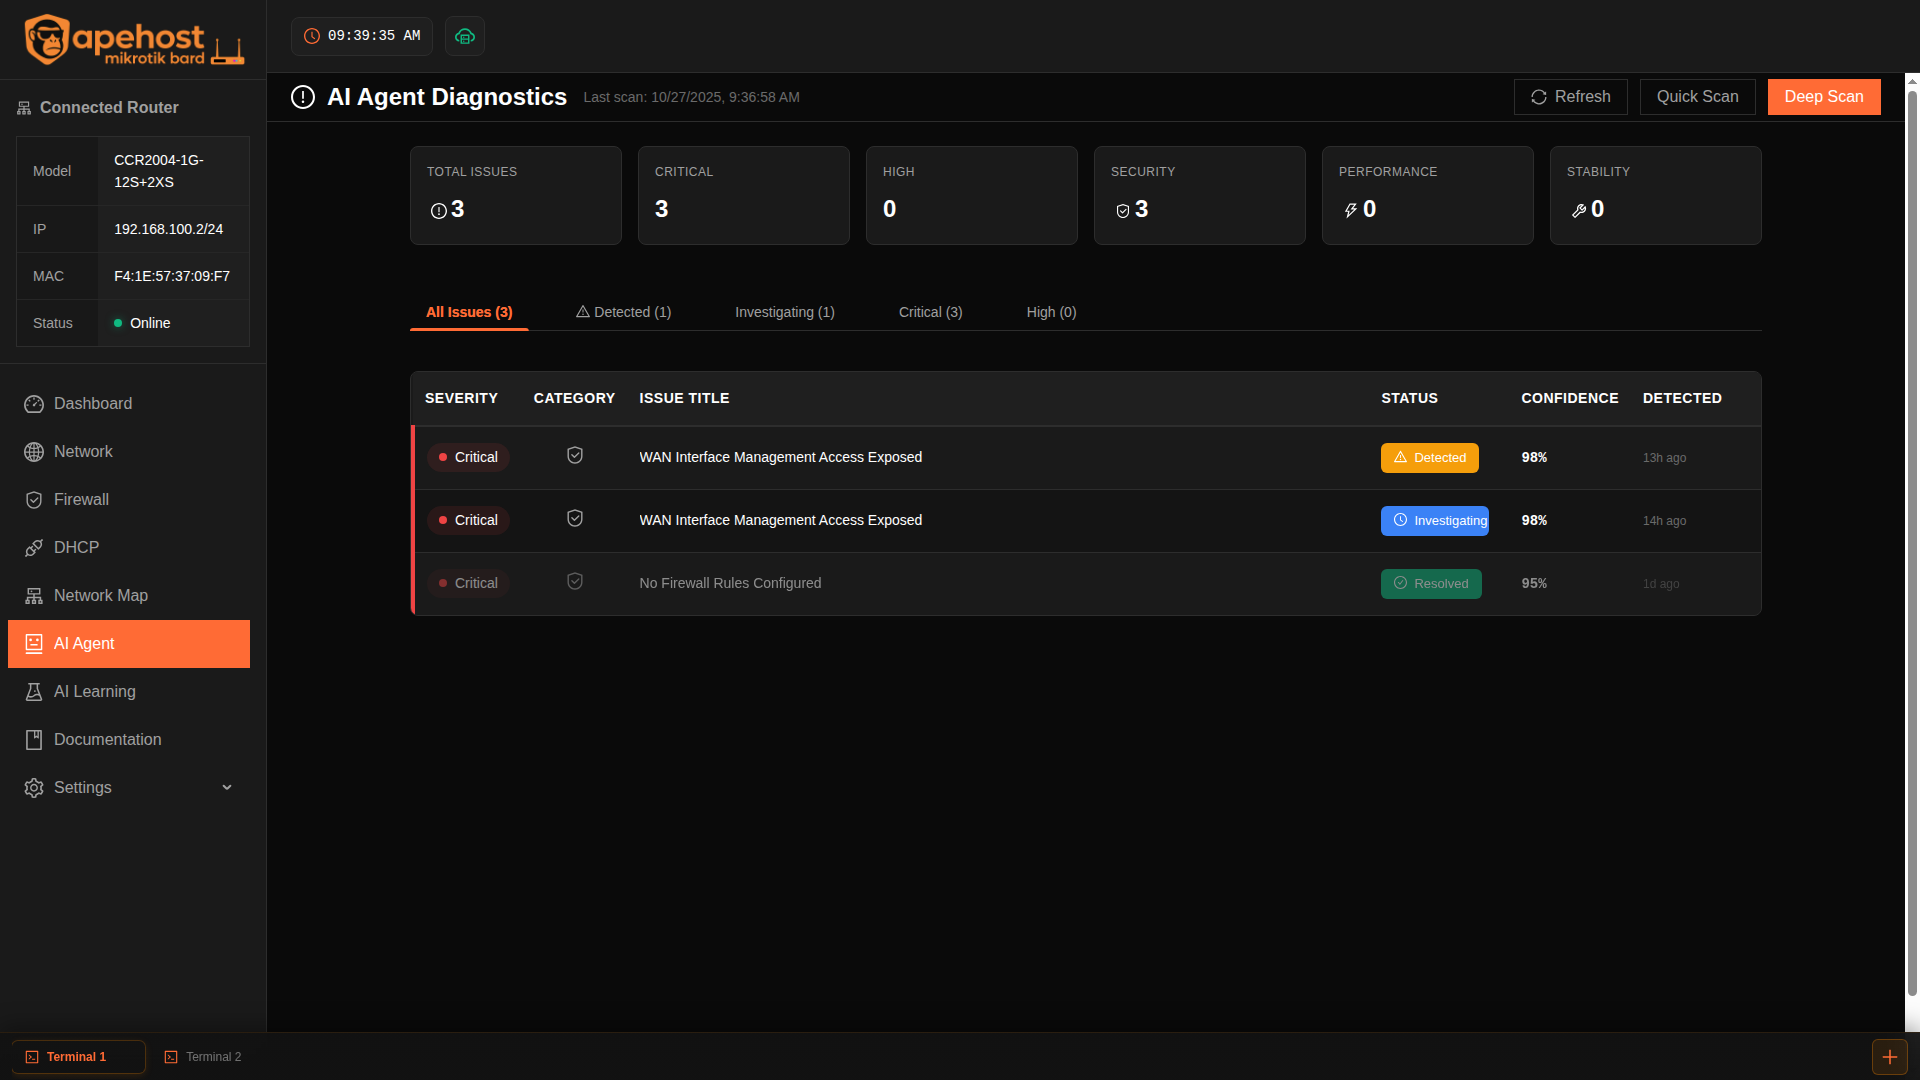 apehost
mikrotik bard
09:39:35 AM
Connected Router
Model
CCR2004-1G-
12S+2XS
IP
192.168.100.2/24
MAC
F4:1E:57:37:09:F7
Status
Online
Dashboard
Network
Firewall
DHCP
Network Map
AI Agent
AI Learning
Documentation
Settings
AI Agent Diagnostics
Last scan: 10/27/2025, 9:36:58 AM
Refresh
Quick Scan
Deep Scan
TOTAL ISSUES
3
CRITICAL
3
HIGH
0
SECURITY
3
PERFORMANCE
0
STABILITY
0
All Issues (3)
Detected (1)
Investigating (1)
Critical (3)
High (0)
SEVERITY CATEGORY ISSUE TITLE STATUS CONFIDENCE DETECTED
Critical WAN Interface Management Access Exposed Detected 98% 13h ago
Critical WAN Interface Management Access Exposed Investigating 98% 14h ago
Critical No Firewall Rules Configured Resolved 95% 1d ago
Terminal 1
Terminal 2